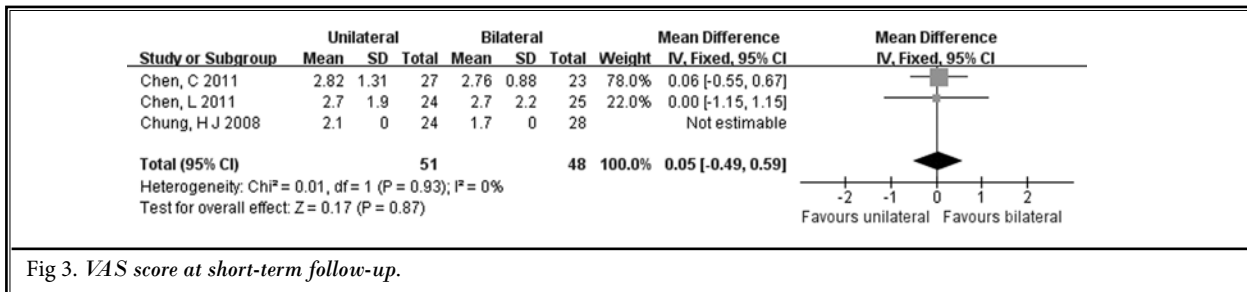 Unilateral Bilateral Mean Difference Mean Difference
Study or Subgroup Mean SD Total Mean SD Total Weight IV, Fixed, 95% CI IV, Fixed, 95% CI
Chen, C 2011 2.82 1.31 27 2.76 0.88 23 78.0% 0.06 [-0.55, 0.67]
Chen, L 2011 2.7 1.9 24 2.7 2.2 25 22.0% 0.00 [-1.15, 1.15]
Chung, H J 2008 2.1 0 24 1.7 0 28 Not estimable
Total (95% CI) 51 48 100.0% 0.05 [-0.49, 0.59]
Heterogeneity: Chi² = 0.01, df = 1 (P = 0.93); I² = 0%
Test for overall effect: Z = 0.17 (P = 0.87)
-2 -1 0 1 2
Favours unilateral Favours bilateral
Fig 3. VAS score at short-term follow-up.